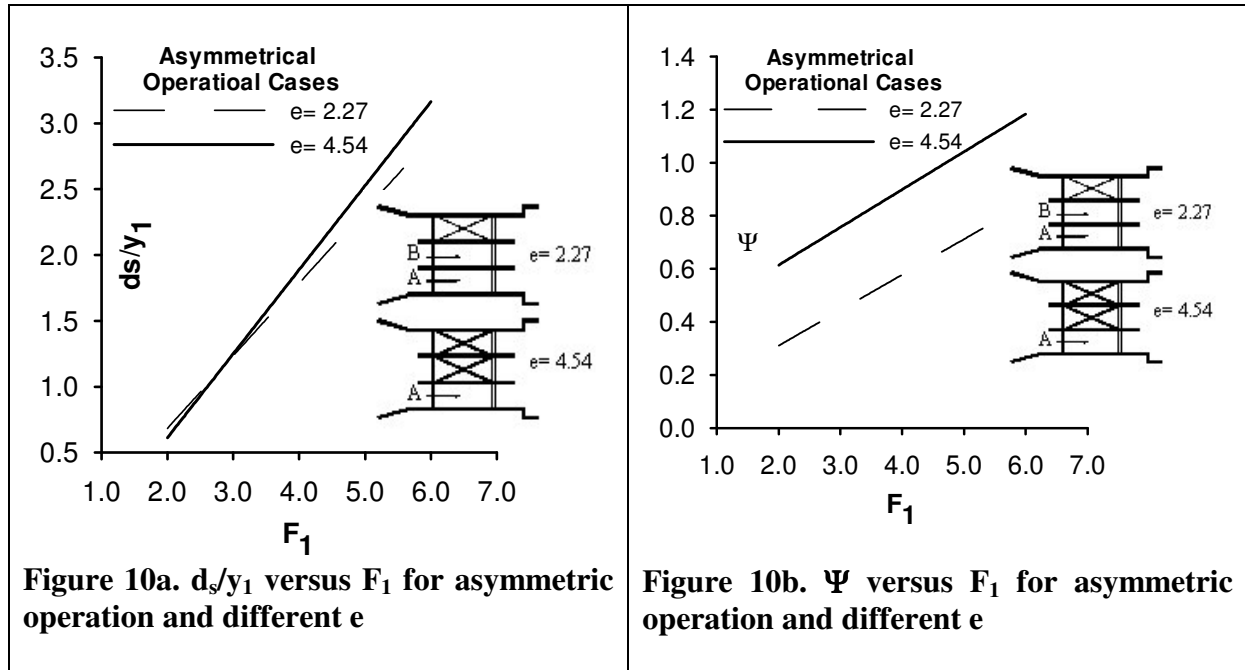 Asymmetrical
Operatioal Cases
e= 2.27
e= 4.54
3.5
3.0
2.5
2.0
1.5
1.0
0.5
ds/y1
B
A
e= 2.27
A
e= 4.54
1.0 2.0 3.0 4.0 5.0 6.0 7.0
F1
Figure 10a. ds/y1 versus F1 for asymmetric
operation and different e
Asymmetrical
Operational Cases
e= 2.27
e= 4.54
1.4
1.2
1.0
0.8
0.6
0.4
0.2
0.0
Ψ
B
A
e= 2.27
A
e= 4.54
1.0 2.0 3.0 4.0 5.0 6.0 7.0
F1
Figure 10b. Ψ versus F1 for asymmetric
operation and different e